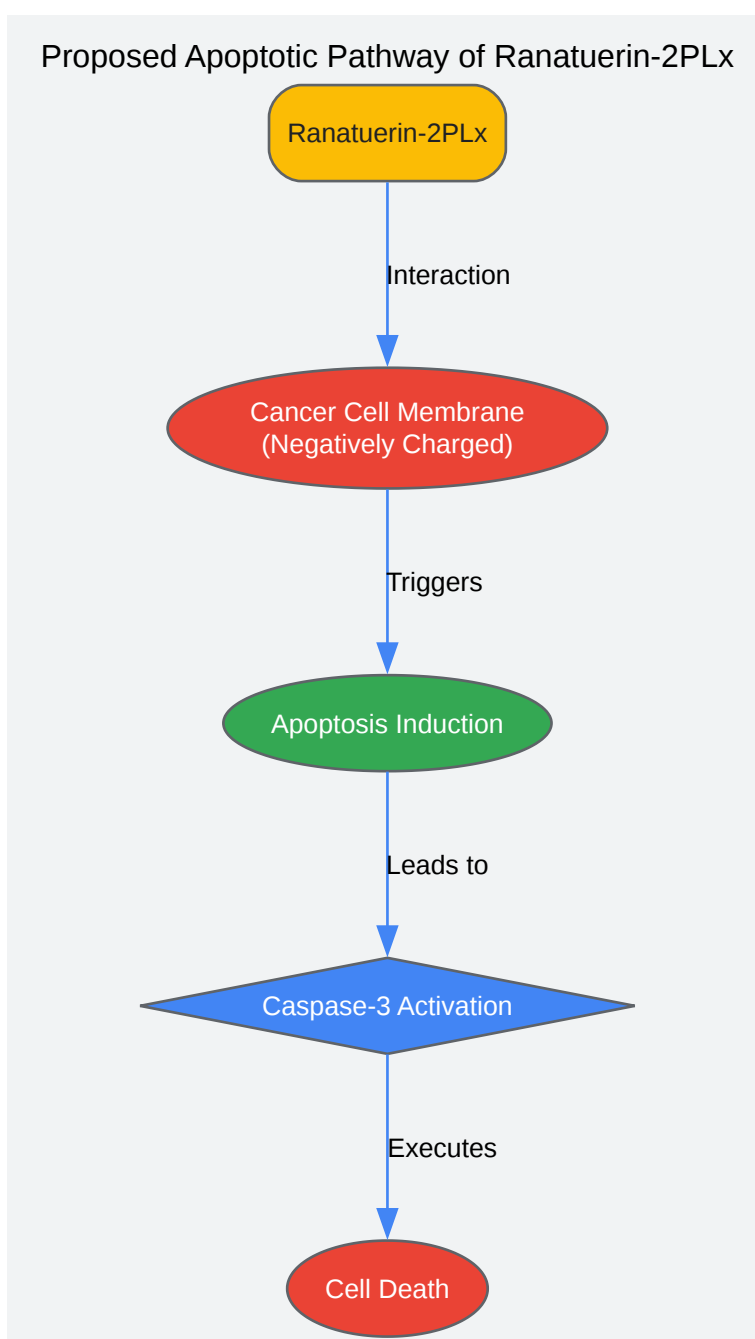 Proposed Apoptotic Pathway of Ranatuerin-2PLx
Ranatuerin-2PLx
Interaction
Cancer Cell Membrane
(Negatively Charged)
Triggers
Apoptosis Induction
Leads to
Caspase-3 Activation
Executes
Cell Death